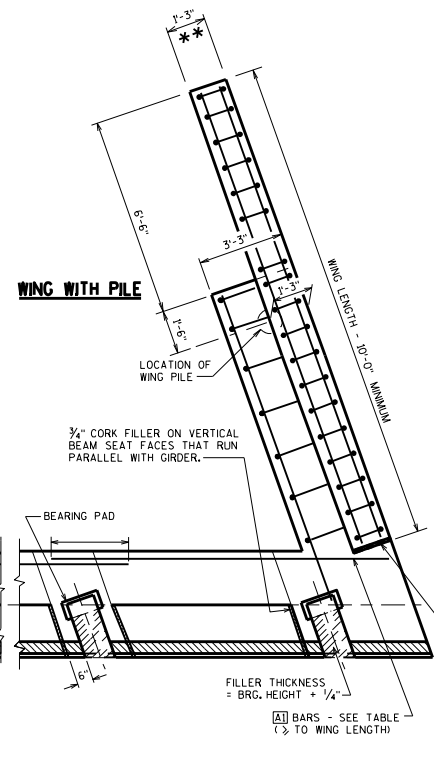 1'-3"
**
6'-6"
3'-3"
WING WITH PILE
1'-3"
1'-6"
WING LENGTH - 10'-0" MINIMUM
LOCATION OF
WING PILE
¾" CORK FILLER ON VERTICAL
BEAM SEAT FACES THAT RUN
PARALLEL WITH GIRDER.
BEARING PAD
6"
FILLER THICKNESS
= BRG. HEIGHT + ¼"
A1 BARS - SEE TABLE
(⩾ TO WING LENGTH)